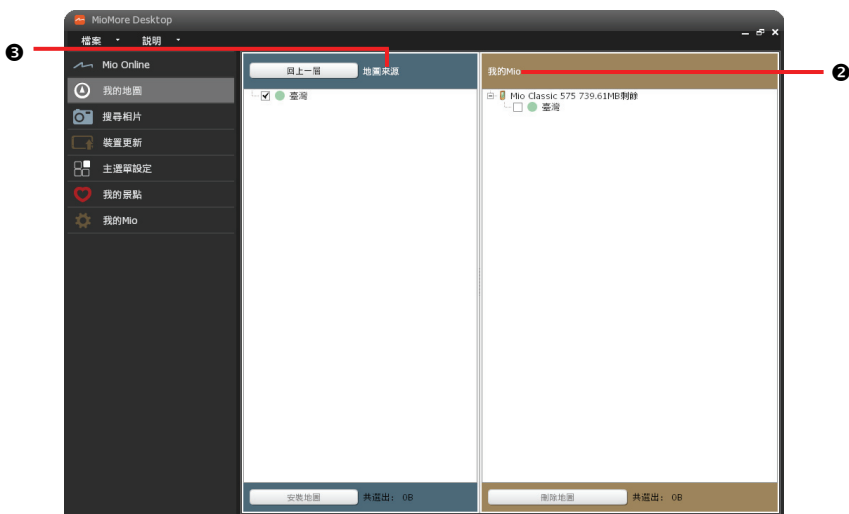 MioMore Desktop
檔案 説明
❸
❷
Mio Online
我的地圖
搜尋相片
裝置更新
主選單設定
我的景點
我的Mio
回上一層 地圖來源
臺灣
安裝地圖 共選出: 0B
我的Mio
Mio Classic 575 739.61MB剩餘
臺灣
刪除地圖 共選出: 0B